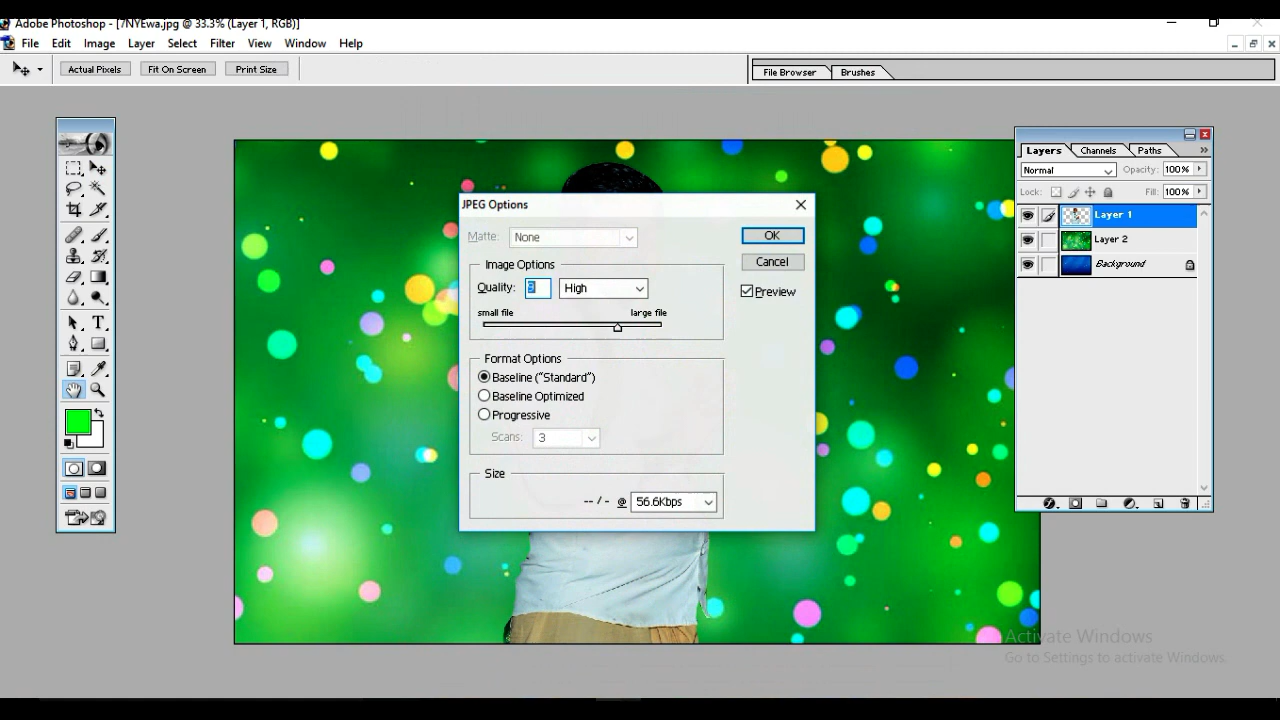 Adobe Photoshop - [7NYEwa.jpg @ 33.3% (Layer 1, RGB)]
File Edit Image Layer Select Filter View Window Help
Actual Pixels Fit On Screen Print Size File Browser Brushes
Layers Channels Paths
Normal Opacity: 100%
Lock: Fill: 100%
Layer 1
Layer 2
Background
JPEG Options
Matte: None OK
Cancel
Image Options
Quality: 9 High Preview
small file large file
Format Options
Baseline ("Standard")
Baseline Optimized
Progressive
Scans: 3
Size
-- / - @ 56.6Kbps
T
Activate Windows
Go to Settings to activate Windows.